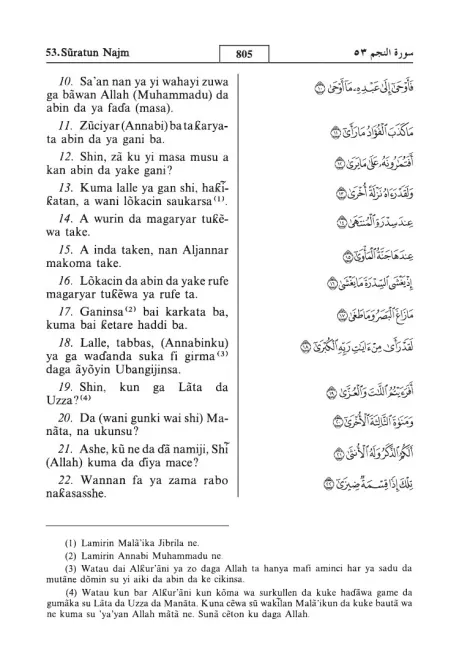 53. Sūratun Najm
805
سورة النجم ٥٣
10. Sa'an nan ya yi wahayi zuwa
ga bãwan Allah (Muhammadu) da
abin da ya faɗa (masa).
11. Zũciyar (Annabi) ba ta ƙarya-
ta abin da ya gani ba.
12. Shin, zã ku yi masa musu a
kan abin da yake gani?
13. Kuma lalle ya gan shi, haƙĩ-
ƙatan, a wani lõkacin saukarsa⁽¹⁾.
14. A wurin da magaryar tuƙẽ-
wa take.
15. A inda taken, nan Aljannar
makoma take.
16. Lõkacin da abin da yake rufe
magaryar tuƙẽwa ya rufe ta.
17. Ganinsa⁽²⁾ bai karkata ba,
kuma bai ƙetare haddi ba.
18. Lalle, tabbas, (Annabinku)
ya ga waɗanda suka fi girma⁽³⁾
daga ãyõyin Ubangijinsa.
19. Shin, kun ga Lãta da
Uzza?⁽⁴⁾
20. Da (wani gunki wai shi) Ma-
nãta, na ukunsu?
21. Ashe, kũ ne da ɗã namiji, Shĩ
(Allah) kuma da ɗiya mace?
22. Wannan fa ya zama rabo
naƙasasshe.
فَأَوْحَىٰٓ إِلَىٰ عَبْدِهِۦ مَآ أَوْحَىٰ ١٠
مَا كَذَبَ ٱلْفُؤَادُ مَا رَأَىٰٓ ١١
أَفَتُمَٰرُونَهُۥ عَلَىٰ مَا يَرَىٰ ١٢
وَلَقَدْ رَءَاهُ نَزْلَةً أُخْرَىٰ ١٣
عِندَ سِدْرَةِ ٱلْمُنتَهَىٰ ١٤
عِندَهَا جَنَّةُ ٱلْمَأْوَىٰٓ ١٥
إِذْ يَغْشَى ٱلسِّدْرَةَ مَا يَغْشَىٰ ١٦
مَا زَاغَ ٱلْبَصَرُ وَمَا طَغَىٰ ١٧
لَقَدْ رَأَىٰ مِنْ ءَايَٰتِ رَبِّهِ ٱلْكُبْرَىٰٓ ١٨
أَفَرَءَيْتُمُ ٱللَّٰتَ وَٱلْعُزَّىٰ ١٩
وَمَنَوٰةَ ٱلثَّالِثَةَ ٱلْأُخْرَىٰٓ ٢٠
أَلَكُمُ ٱلذَّكَرُ وَلَهُ ٱلْأُنثَىٰ ٢١
تِلْكَ إِذًا قِسْمَةٌ ضِيزَىٰٓ ٢٢
(1) Lamirin Malã'ika Jibrila ne.
(2) Lamirin Annabi Muhammadu ne.
(3) Watau dai Alƙur'ãni ya zo daga Allah ta hanya mafi aminci har ya sadu da
mutãne dõmin su yi aiki da abin da ke cikinsa.
(4) Watau kun bar Alƙur'ãni kun kõma wa surkullen da kuke haɗãwa game da
gumãka su Lãta da Uzza da Manãta. Kuna cẽwa sũ wakĩlan Malã'ikun da kuke bautã wa
ne kuma su 'ya'yan Allah mãtã ne. Sunã cẽton ku daga Allah.